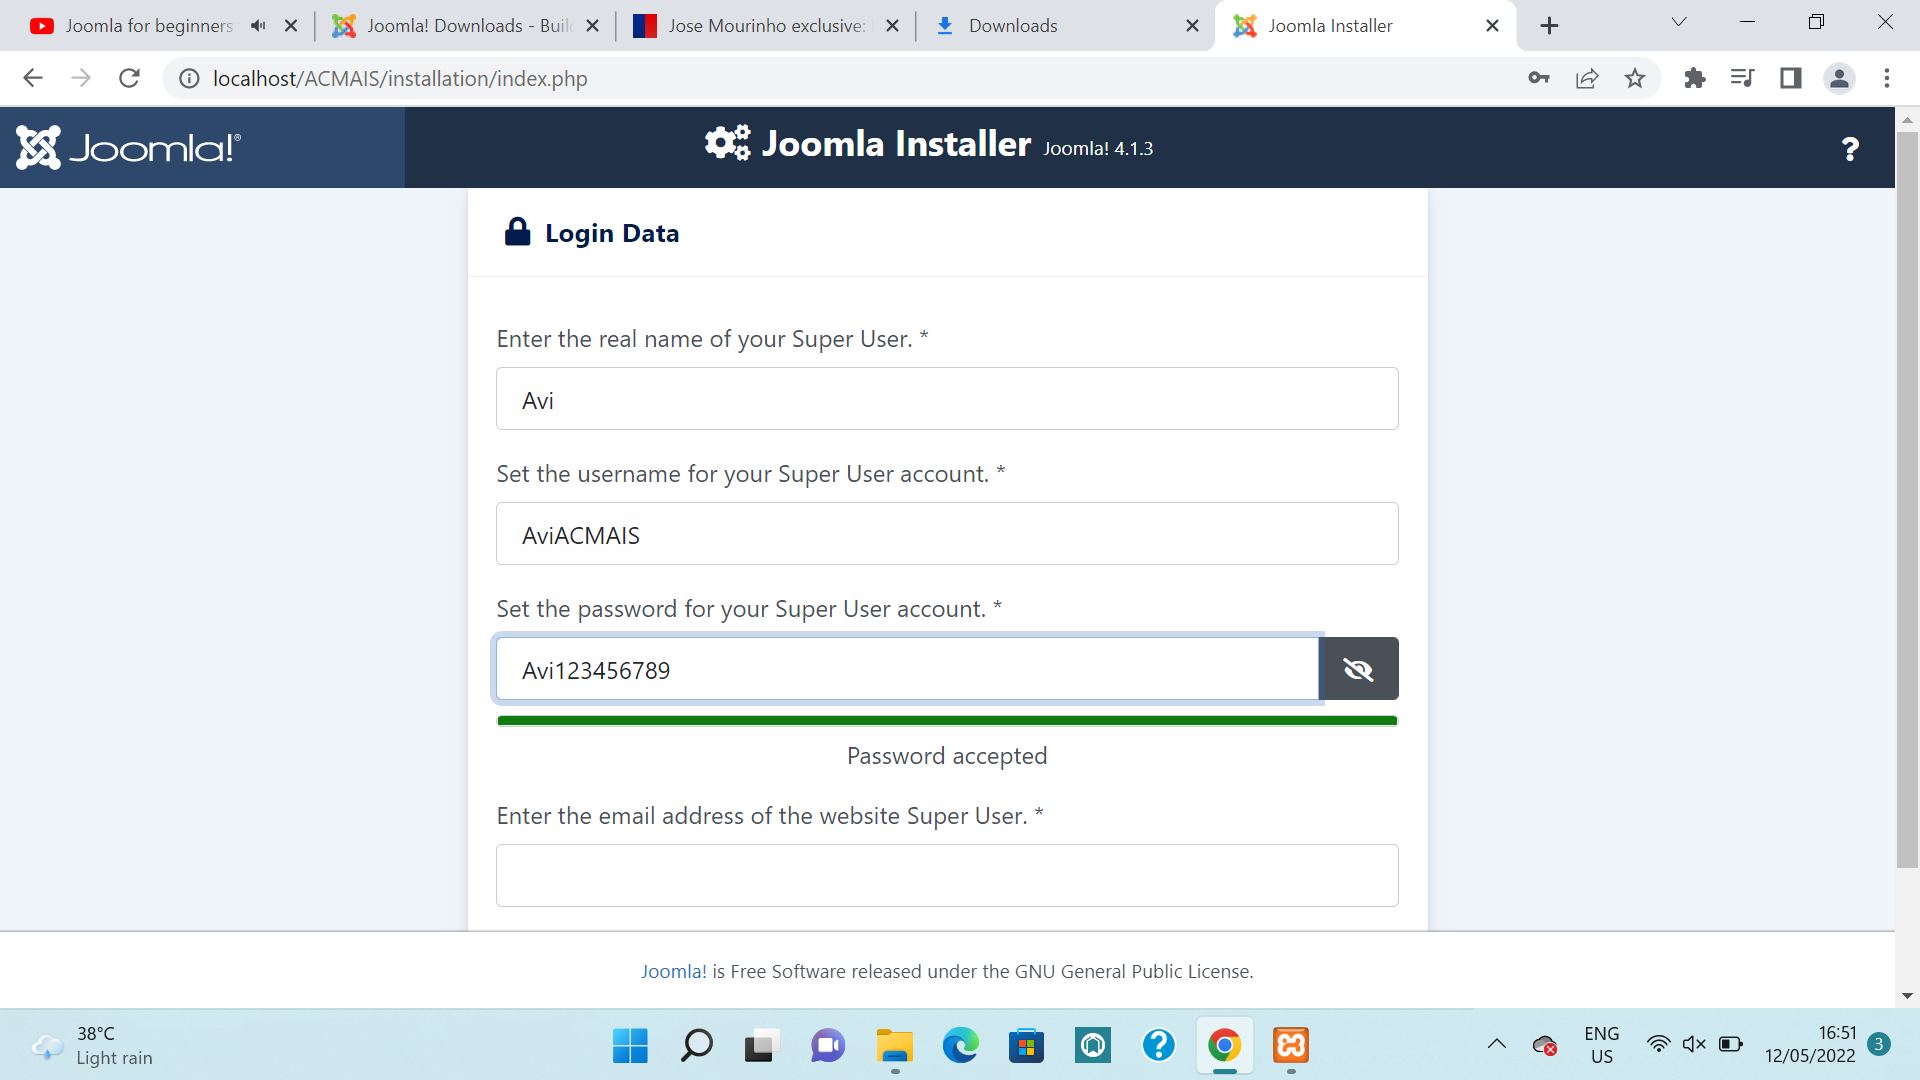 Joomla for beginners
Joomla! Downloads - Buil
Jose Mourinho exclusive:
Downloads
Joomla Installer
localhost/ACMAIS/installation/index.php
Joomla!®
Joomla Installer Joomla! 4.1.3
?
Login Data
Enter the real name of your Super User. *
Avi
Set the username for your Super User account. *
AviACMAIS
Set the password for your Super User account. *
Avi123456789
Password accepted
Enter the email address of the website Super User. *
Joomla! is Free Software released under the GNU General Public License.
38°C
Light rain
ENG
US
16:51
12/05/2022
3